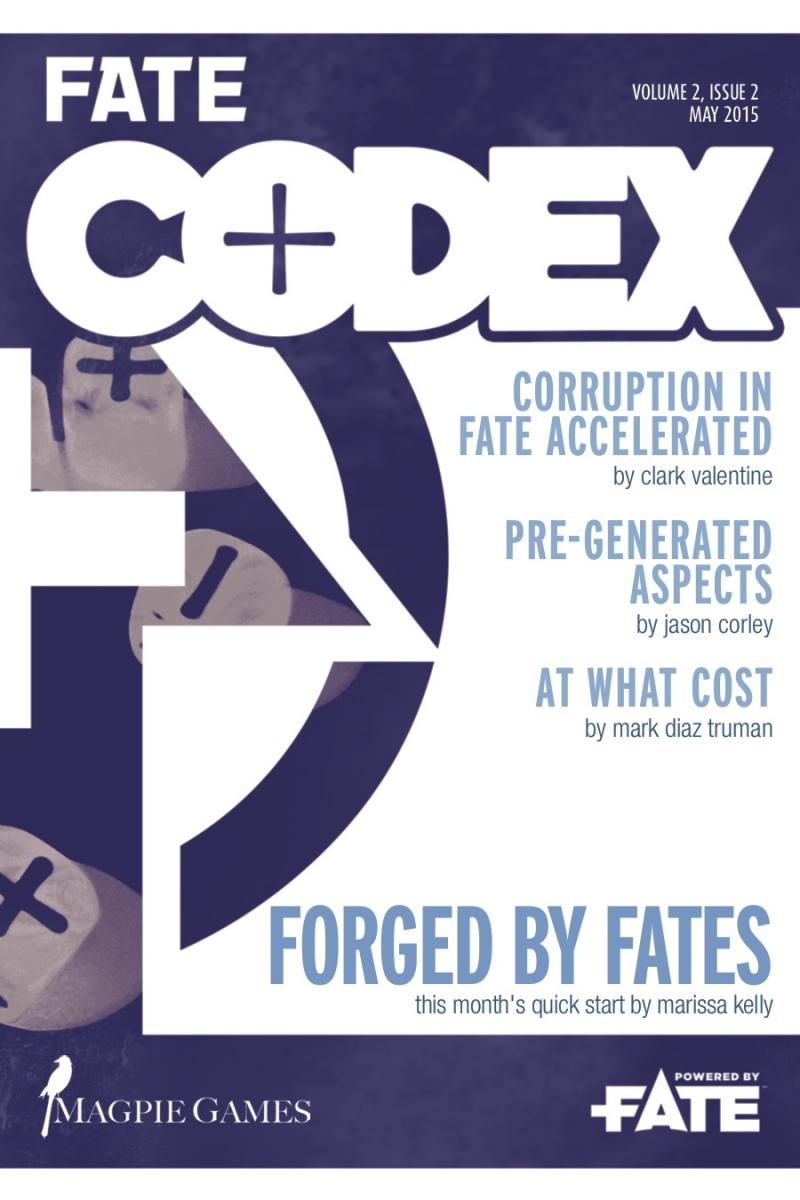 FATE
VOLUME 2, ISSUE 2
MAY 2015
CODEX
CORRUPTION IN
FATE ACCELERATED
by clark valentine
PRE-GENERATED
ASPECTS
by jason corley
AT WHAT COST
by mark diaz truman
FORGED BY FATES
this month's quick start by marissa kelly
MAGPIE GAMES
POWERED BY
FATE™